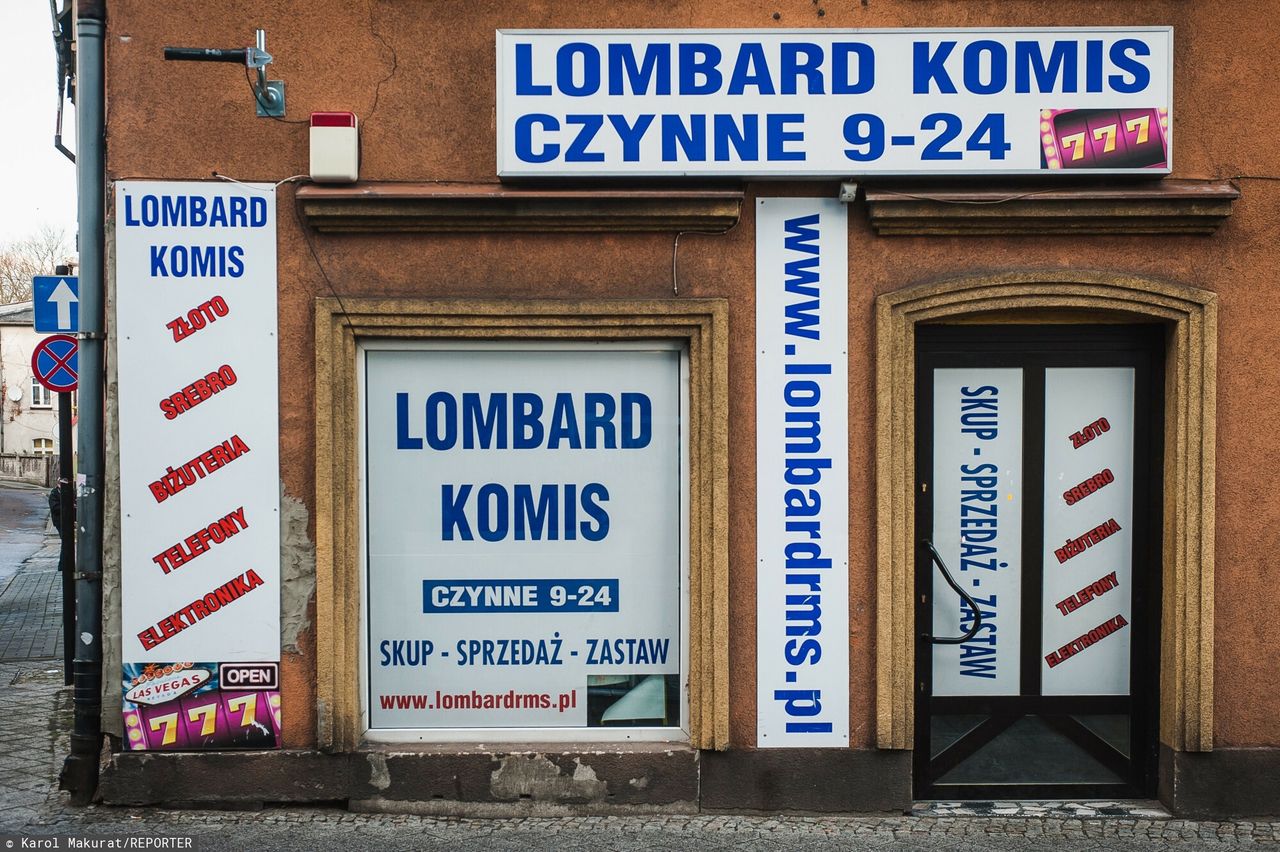 LOMBARD KOMIS
CZYNNE 9-24
777
LOMBARD
KOMIS
ZŁOTO
SREBRO
BIŻUTERIA
TELEFONY
ELEKTRONIKA
LAS VEGAS
OPEN
777
LOMBARD
KOMIS
CZYNNE 9-24
SKUP - SPRZEDAŻ - ZASTAW
www.lombardrms.pl
www.lombardrms.pl
SKUP - SPRZEDAŻ - ZASTAW
ZŁOTO
SREBRO
BIŻUTERIA
TELEFONY
ELEKTRONIKA
© Karol Makurat/REPORTER